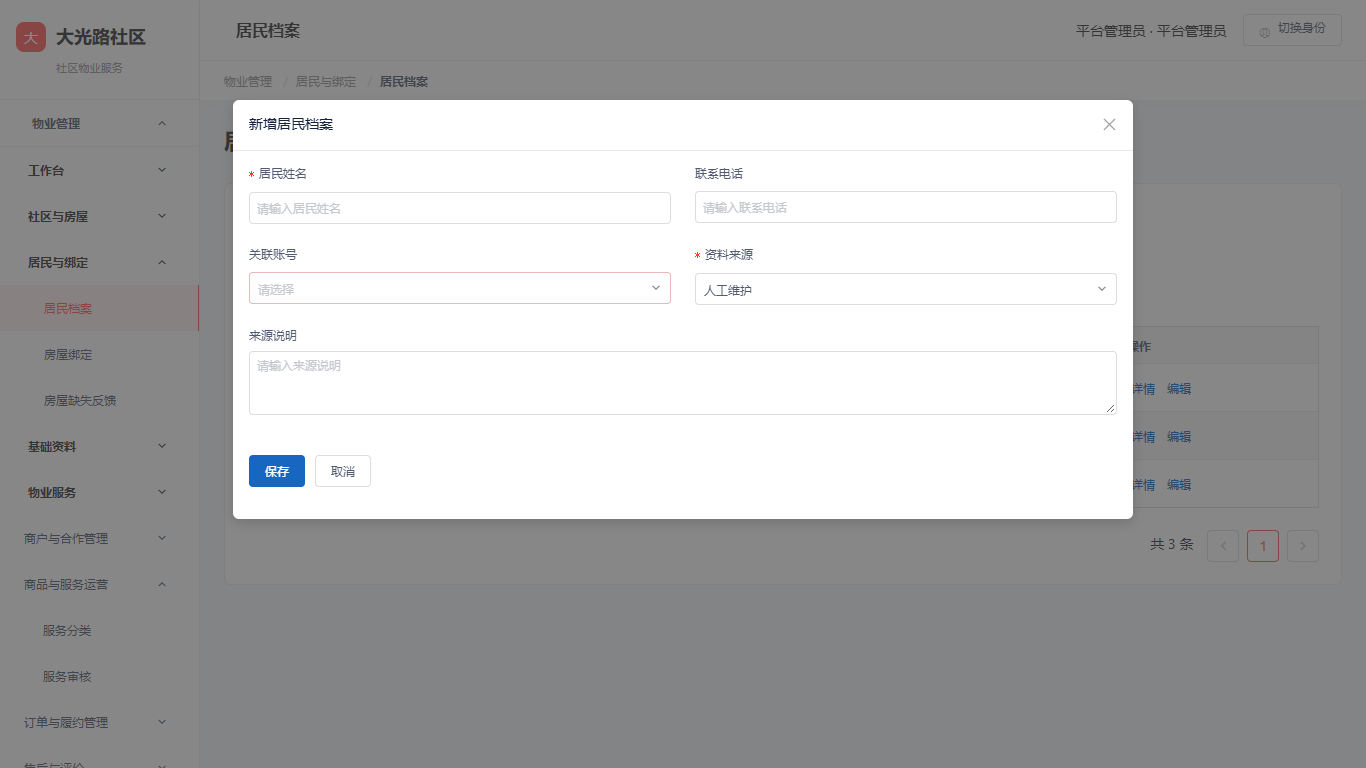 大
大光路社区
社区物业服务
居民档案
平台管理员 · 平台管理员
切换身份
物业管理 / 居民与绑定 / 居民档案
物业管理
工作台
社区与房屋
居民与绑定
居民档案
房屋绑定
房屋缺失反馈
基础资料
物业服务
商户与合作管理
商品与服务运营
服务分类
服务审核
订单与履约管理
售后与评价
新增居民档案
* 居民姓名
请输入居民姓名
联系电话
请输入联系电话
关联账号
请选择
* 资料来源
人工维护
来源说明
请输入来源说明
保存
取消
操作
详情 编辑
详情 编辑
详情 编辑
共 3 条
1